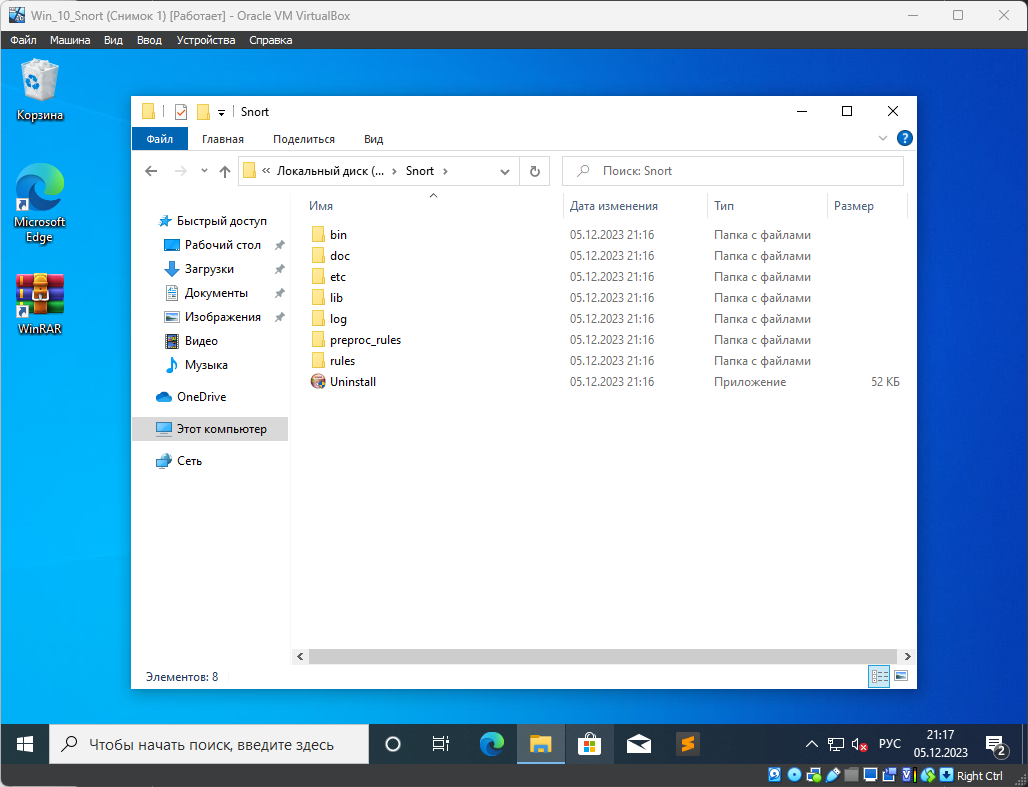 Win_10_Snort (Снимок 1) [Работает] - Oracle VM VirtualBox
Файл Машина Вид Ввод Устройства Справка
Корзина
Microsoft Edge
WinRAR
Snort
Файл Главная Поделиться Вид
« Локальный диск (... › Snort ›
Поиск: Snort
Быстрый доступ
Рабочий стол
Загрузки
Документы
Изображения
Видео
Музыка
OneDrive
Этот компьютер
Сеть
Имя Дата изменения Тип Размер
bin 05.12.2023 21:16 Папка с файлами
doc 05.12.2023 21:16 Папка с файлами
etc 05.12.2023 21:16 Папка с файлами
lib 05.12.2023 21:16 Папка с файлами
log 05.12.2023 21:16 Папка с файлами
preproc_rules 05.12.2023 21:16 Папка с файлами
rules 05.12.2023 21:16 Папка с файлами
Uninstall 05.12.2023 21:16 Приложение 52 КБ
Элементов: 8
Чтобы начать поиск, введите здесь
РУС
21:17
05.12.2023
2
Right Ctrl